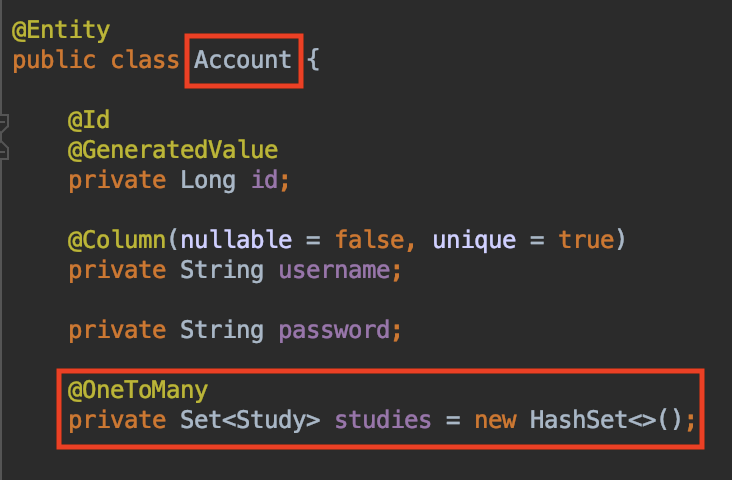 @Entity
public class Account {
@Id
@GeneratedValue
private Long id;
@Column(nullable = false, unique = true)
private String username;
private String password;
@OneToMany
private Set<Study> studies = new HashSet<>();